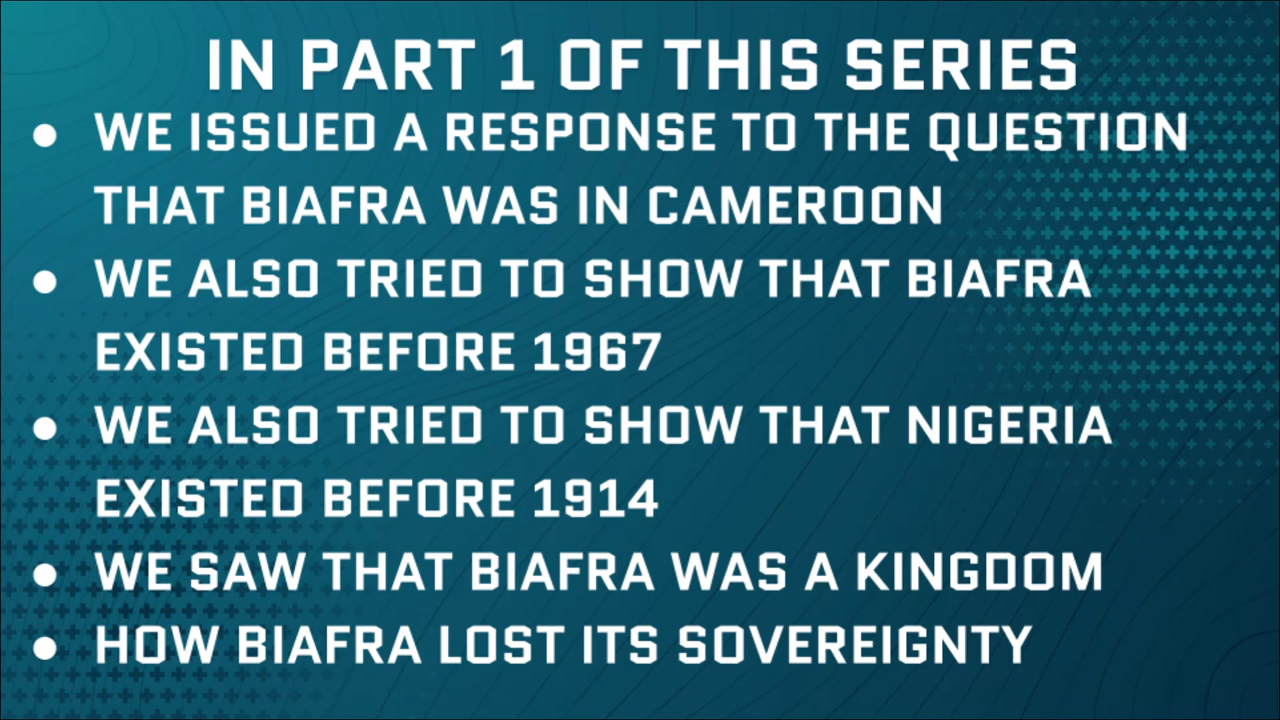 IN PART 1 OF THIS SERIES
● WE ISSUED A RESPONSE TO THE QUESTION
THAT BIAFRA WAS IN CAMEROON
● WE ALSO TRIED TO SHOW THAT BIAFRA
EXISTED BEFORE 1967
● WE ALSO TRIED TO SHOW THAT NIGERIA
EXISTED BEFORE 1914
● WE SAW THAT BIAFRA WAS A KINGDOM
● HOW BIAFRA LOST ITS SOVEREIGNTY